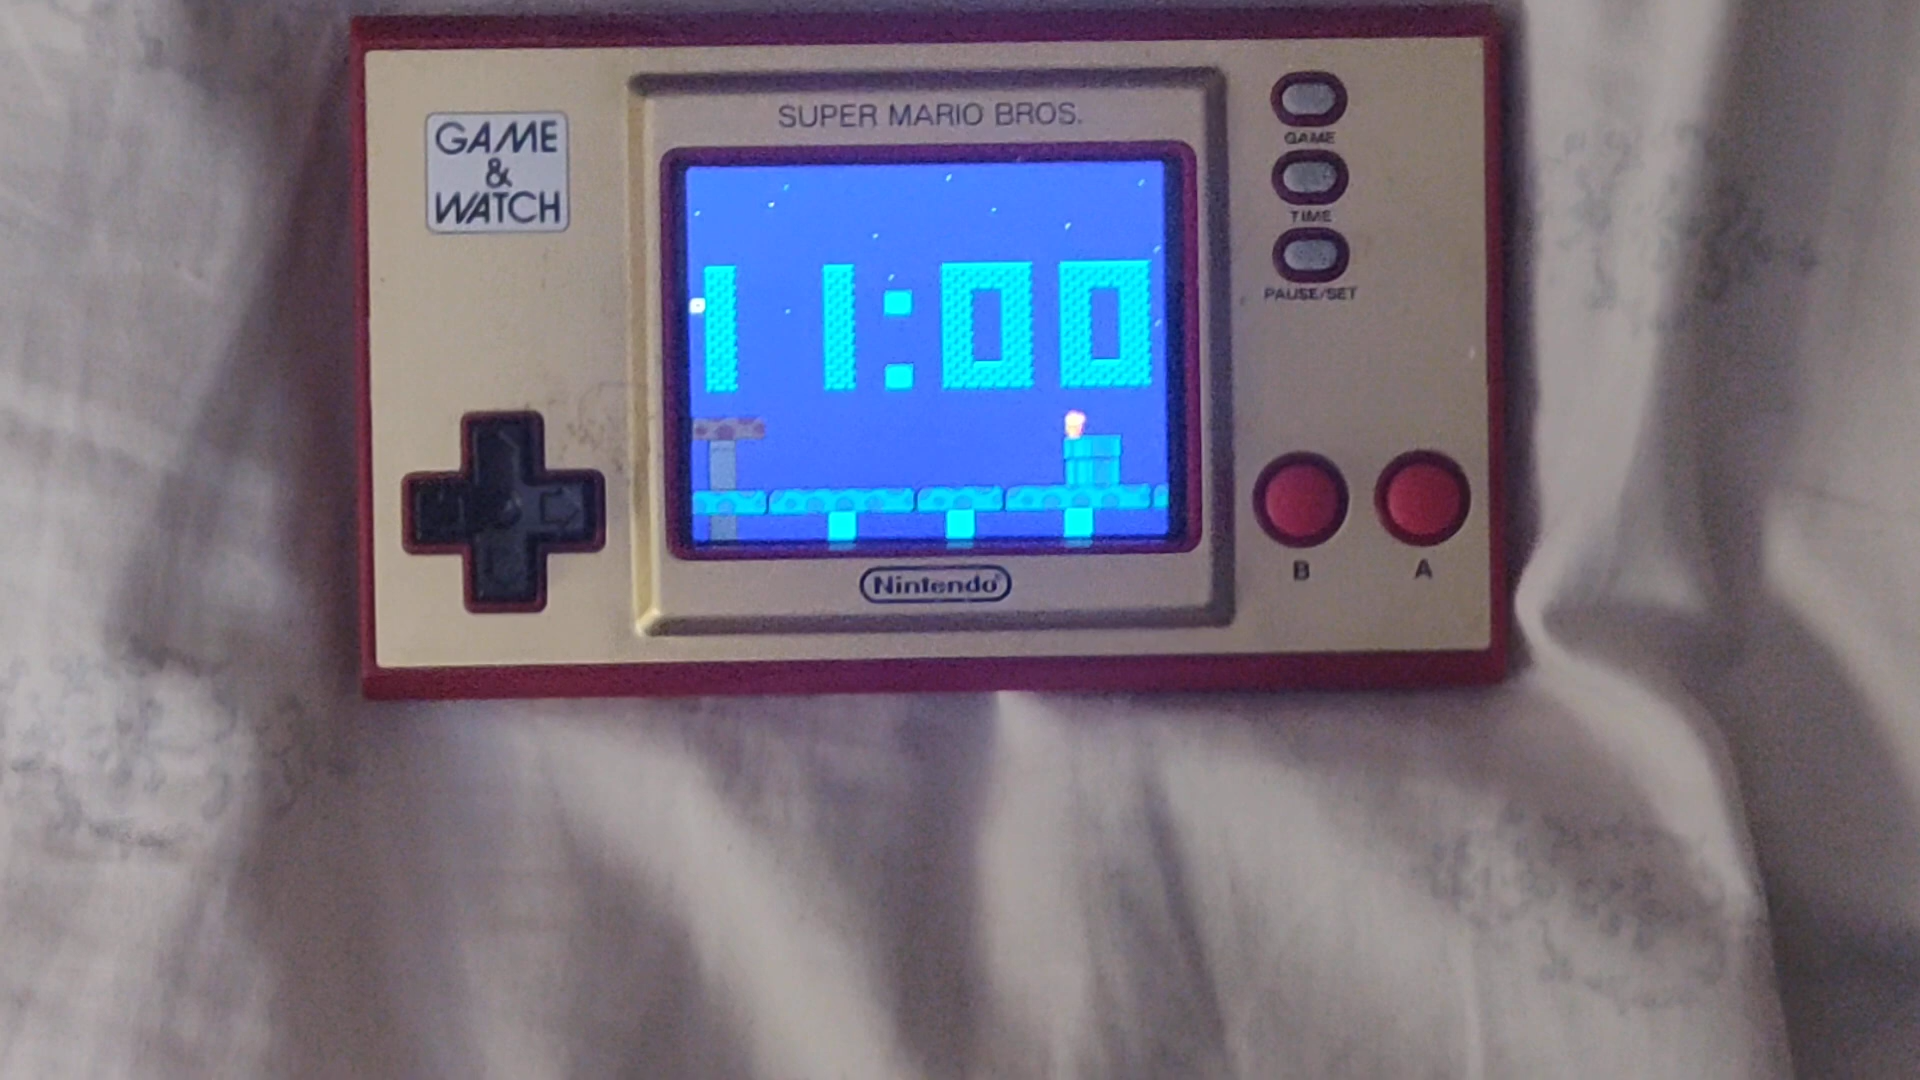 GAME
&
WATCH
SUPER MARIO BROS.
11:00
Nintendo®
GAME
TIME
PAUSE/SET
B
A